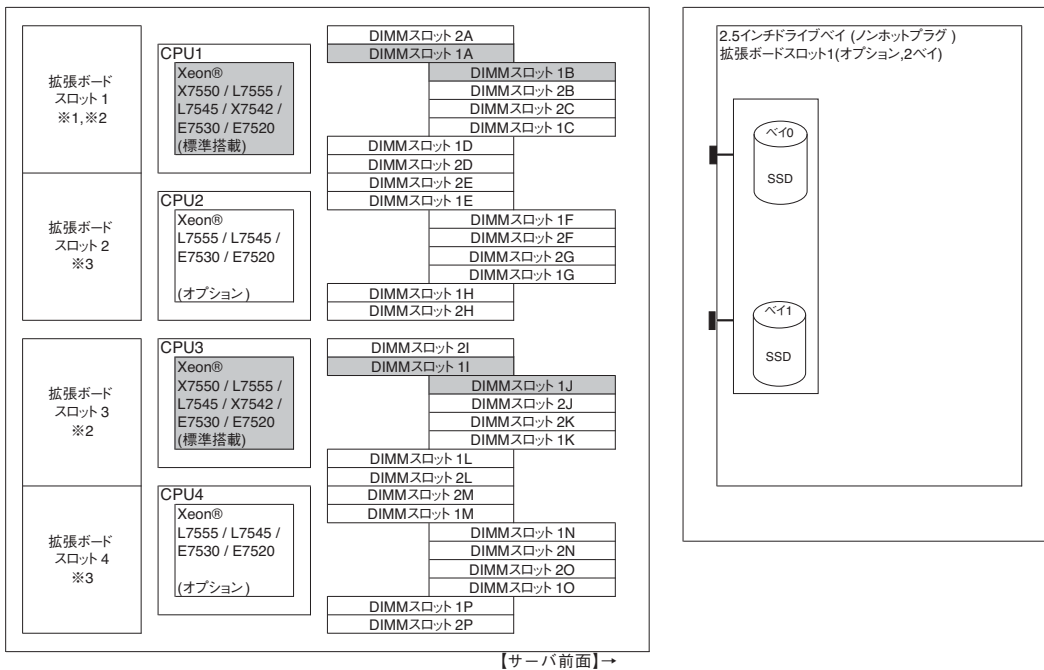 拡張ボード
スロット 1
※1,※2
拡張ボード
スロット 2
※3
拡張ボード
スロット 3
※2
拡張ボード
スロット 4
※3
CPU1
Xeon®
X7550 / L7555 /
L7545 / X7542 /
E7530 / E7520
(標準搭載)
CPU2
Xeon®
L7555 / L7545 /
E7530 / E7520
(オプション)
CPU3
Xeon®
X7550 / L7555 /
L7545 / X7542 /
E7530 / E7520
(標準搭載)
CPU4
Xeon®
L7555 / L7545 /
E7530 / E7520
(オプション)
DIMMスロット 2A
DIMMスロット 1A
DIMMスロット 1B
DIMMスロット 2B
DIMMスロット 2C
DIMMスロット 1C
DIMMスロット 1D
DIMMスロット 2D
DIMMスロット 2E
DIMMスロット 1E
DIMMスロット 1F
DIMMスロット 2F
DIMMスロット 2G
DIMMスロット 1G
DIMMスロット 1H
DIMMスロット 2H
DIMMスロット 2I
DIMMスロット 1I
DIMMスロット 1J
DIMMスロット 2J
DIMMスロット 2K
DIMMスロット 1K
DIMMスロット 1L
DIMMスロット 2L
DIMMスロット 2M
DIMMスロット 1M
DIMMスロット 1N
DIMMスロット 2N
DIMMスロット 2O
DIMMスロット 1O
DIMMスロット 1P
DIMMスロット 2P
【サーバ前面】→
2.5インチドライブベイ (ノンホットプラグ )
拡張ボードスロット1(オプション,2ベイ)
ベイ0
SSD
ベイ1
SSD